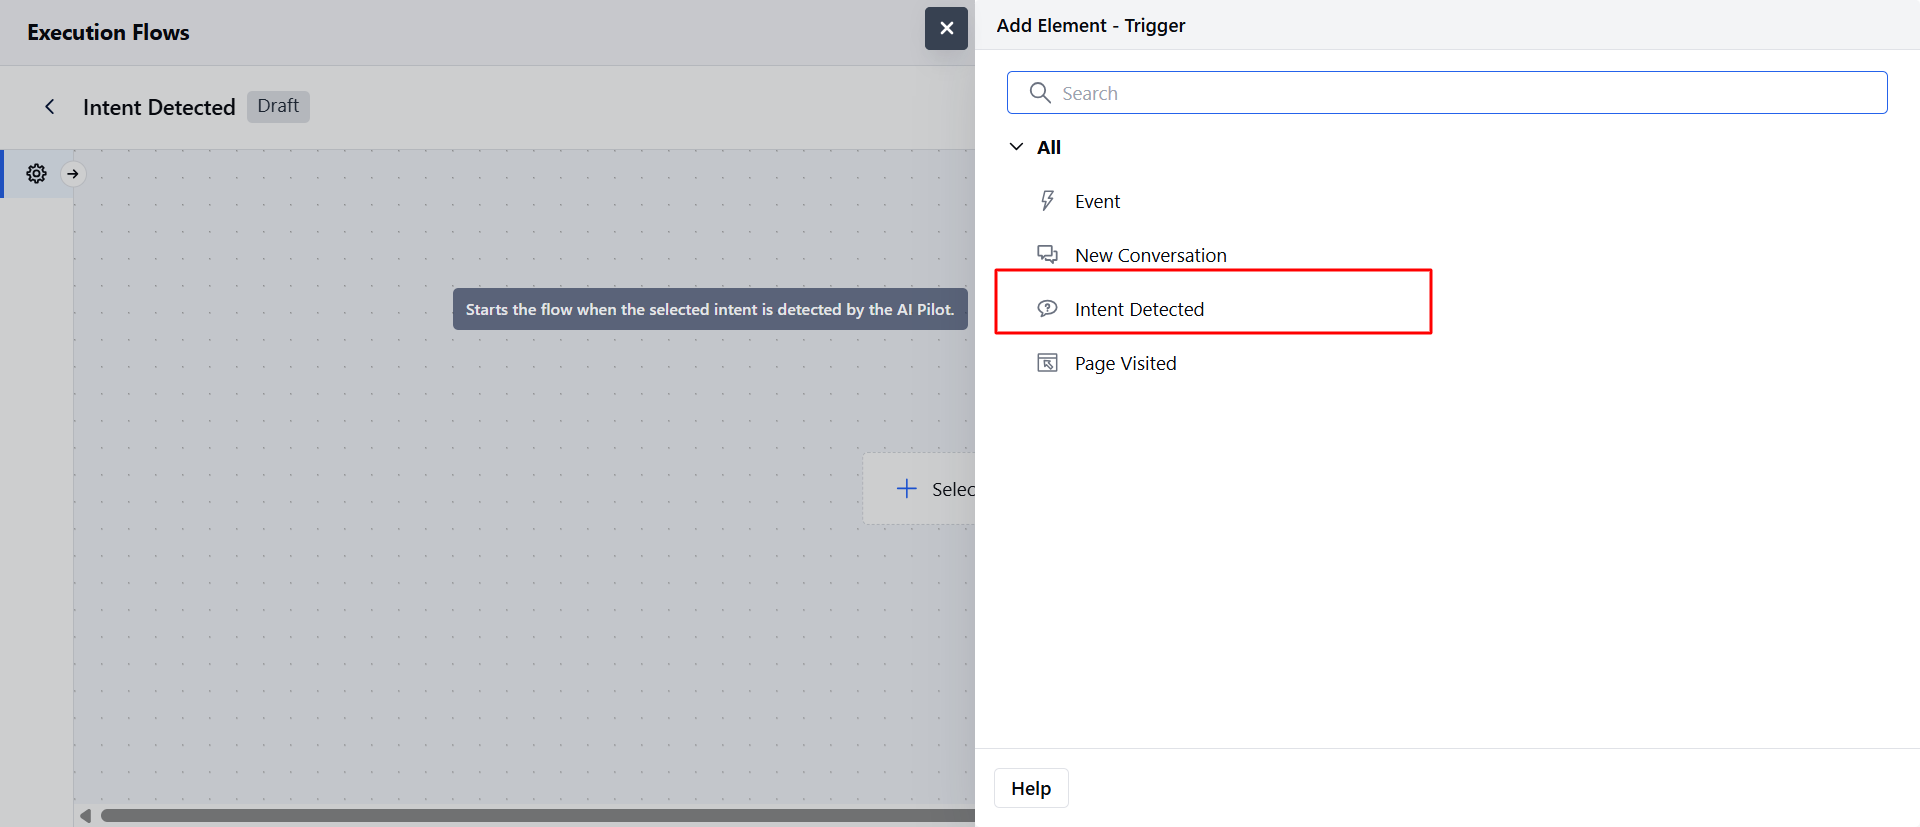 Execution Flows
Intent Detected Draft
Starts the flow when the selected intent is detected by the AI Pilot.
Add Element - Trigger
Search
All
Event
New Conversation
Intent Detected
Page Visited
Help